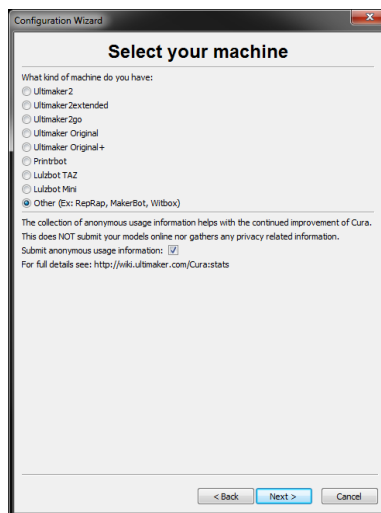 Configuration Wizard
Select your machine
What kind of machine do you have:
Ultimaker2
Ultimaker2extended
Ultimaker2go
Ultimaker Original
Ultimaker Original+
Printrbot
Lulzbot TAZ
Lulzbot Mini
Other (Ex: RepRap, MakerBot, Witbox)
The collection of anonymous usage information helps with the continued improvement of Cura.
This does NOT submit your models online nor gathers any privacy related information.
Submit anonymous usage information:
For full details see: http://wiki.ultimaker.com/Cura:stats
< Back Next > Cancel